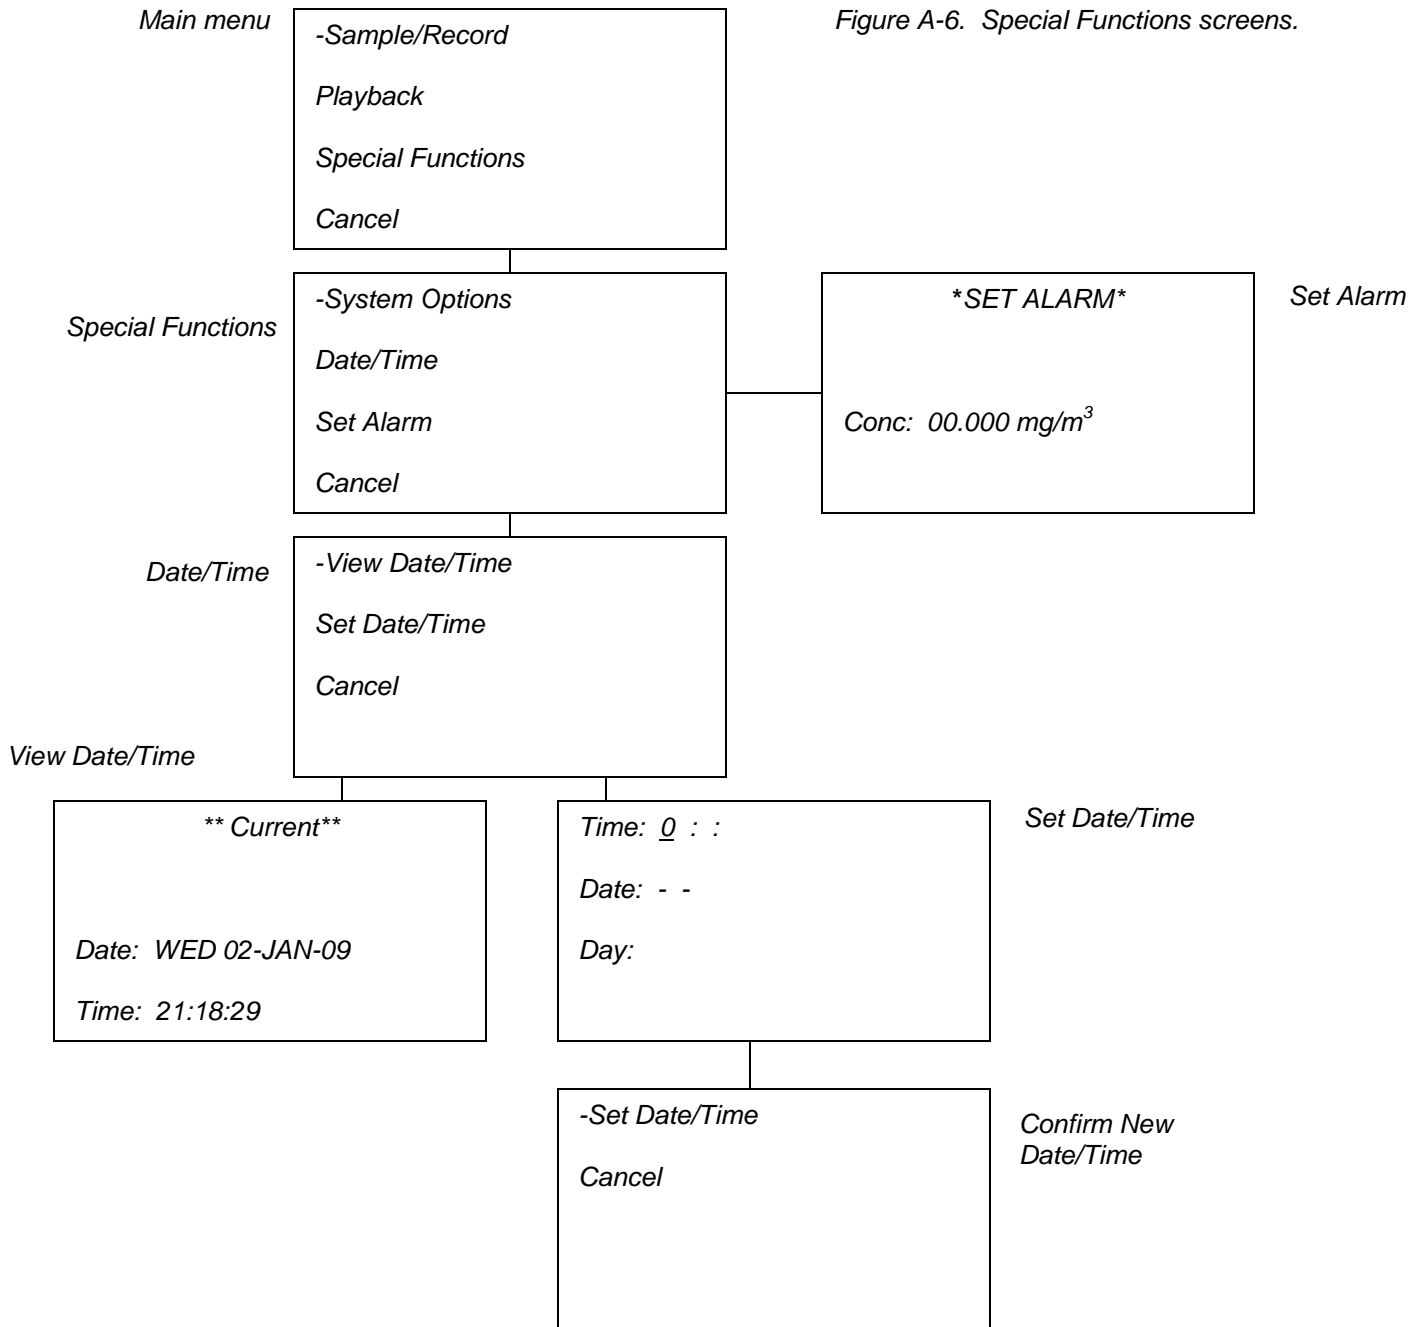 Main menu
Figure A-6. Special Functions screens.
-Sample/Record
Playback
Special Functions
Cancel
Special Functions
-System Options
Date/Time
Set Alarm
Cancel
*SET ALARM*
Conc: 00.000 mg/m³
Set Alarm
Date/Time
-View Date/Time
Set Date/Time
Cancel
View Date/Time
** Current**
Date: WED 02-JAN-09
Time: 21:18:29
Time: 0 : :
Date: - -
Day:
Set Date/Time
-Set Date/Time
Cancel
Confirm New
Date/Time